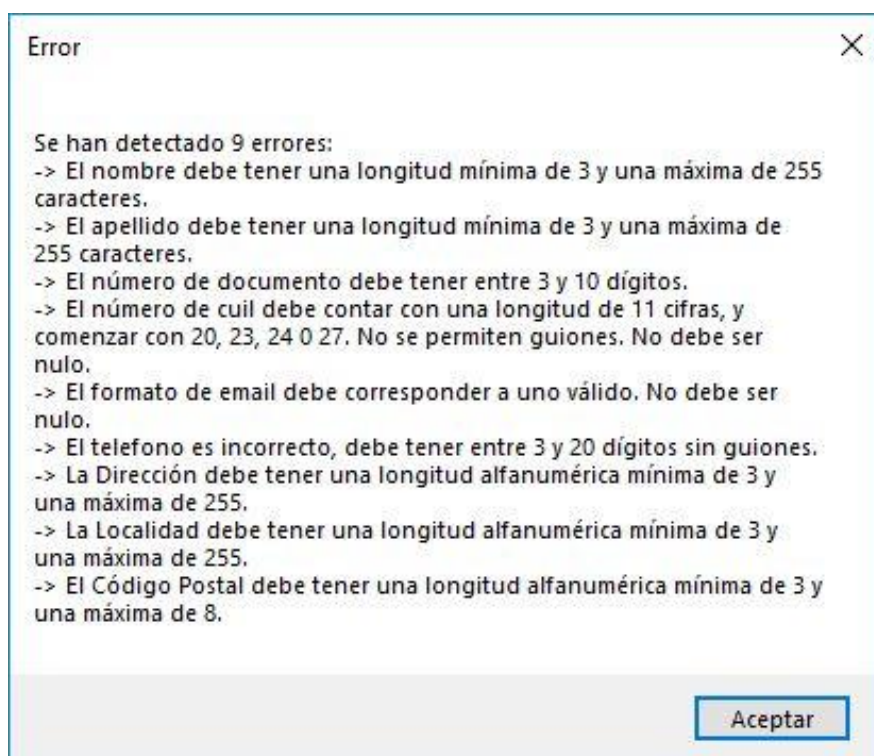 Error
Se han detectado 9 errores:
-> El nombre debe tener una longitud mínima de 3 y una máxima de 255
caracteres.
-> El apellido debe tener una longitud mínima de 3 y una máxima de
255 caracteres.
-> El número de documento debe tener entre 3 y 10 dígitos.
-> El número de cuil debe contar con una longitud de 11 cifras, y
comenzar con 20, 23, 24 0 27. No se permiten guiones. No debe ser
nulo.
-> El formato de email debe corresponder a uno válido. No debe ser
nulo.
-> El telefono es incorrecto, debe tener entre 3 y 20 dígitos sin guiones.
-> La Dirección debe tener una longitud alfanumérica mínima de 3 y
una máxima de 255.
-> La Localidad debe tener una longitud alfanumérica mínima de 3 y
una máxima de 255.
-> El Código Postal debe tener una longitud alfanumérica mínima de 3 y
una máxima de 8.
Aceptar